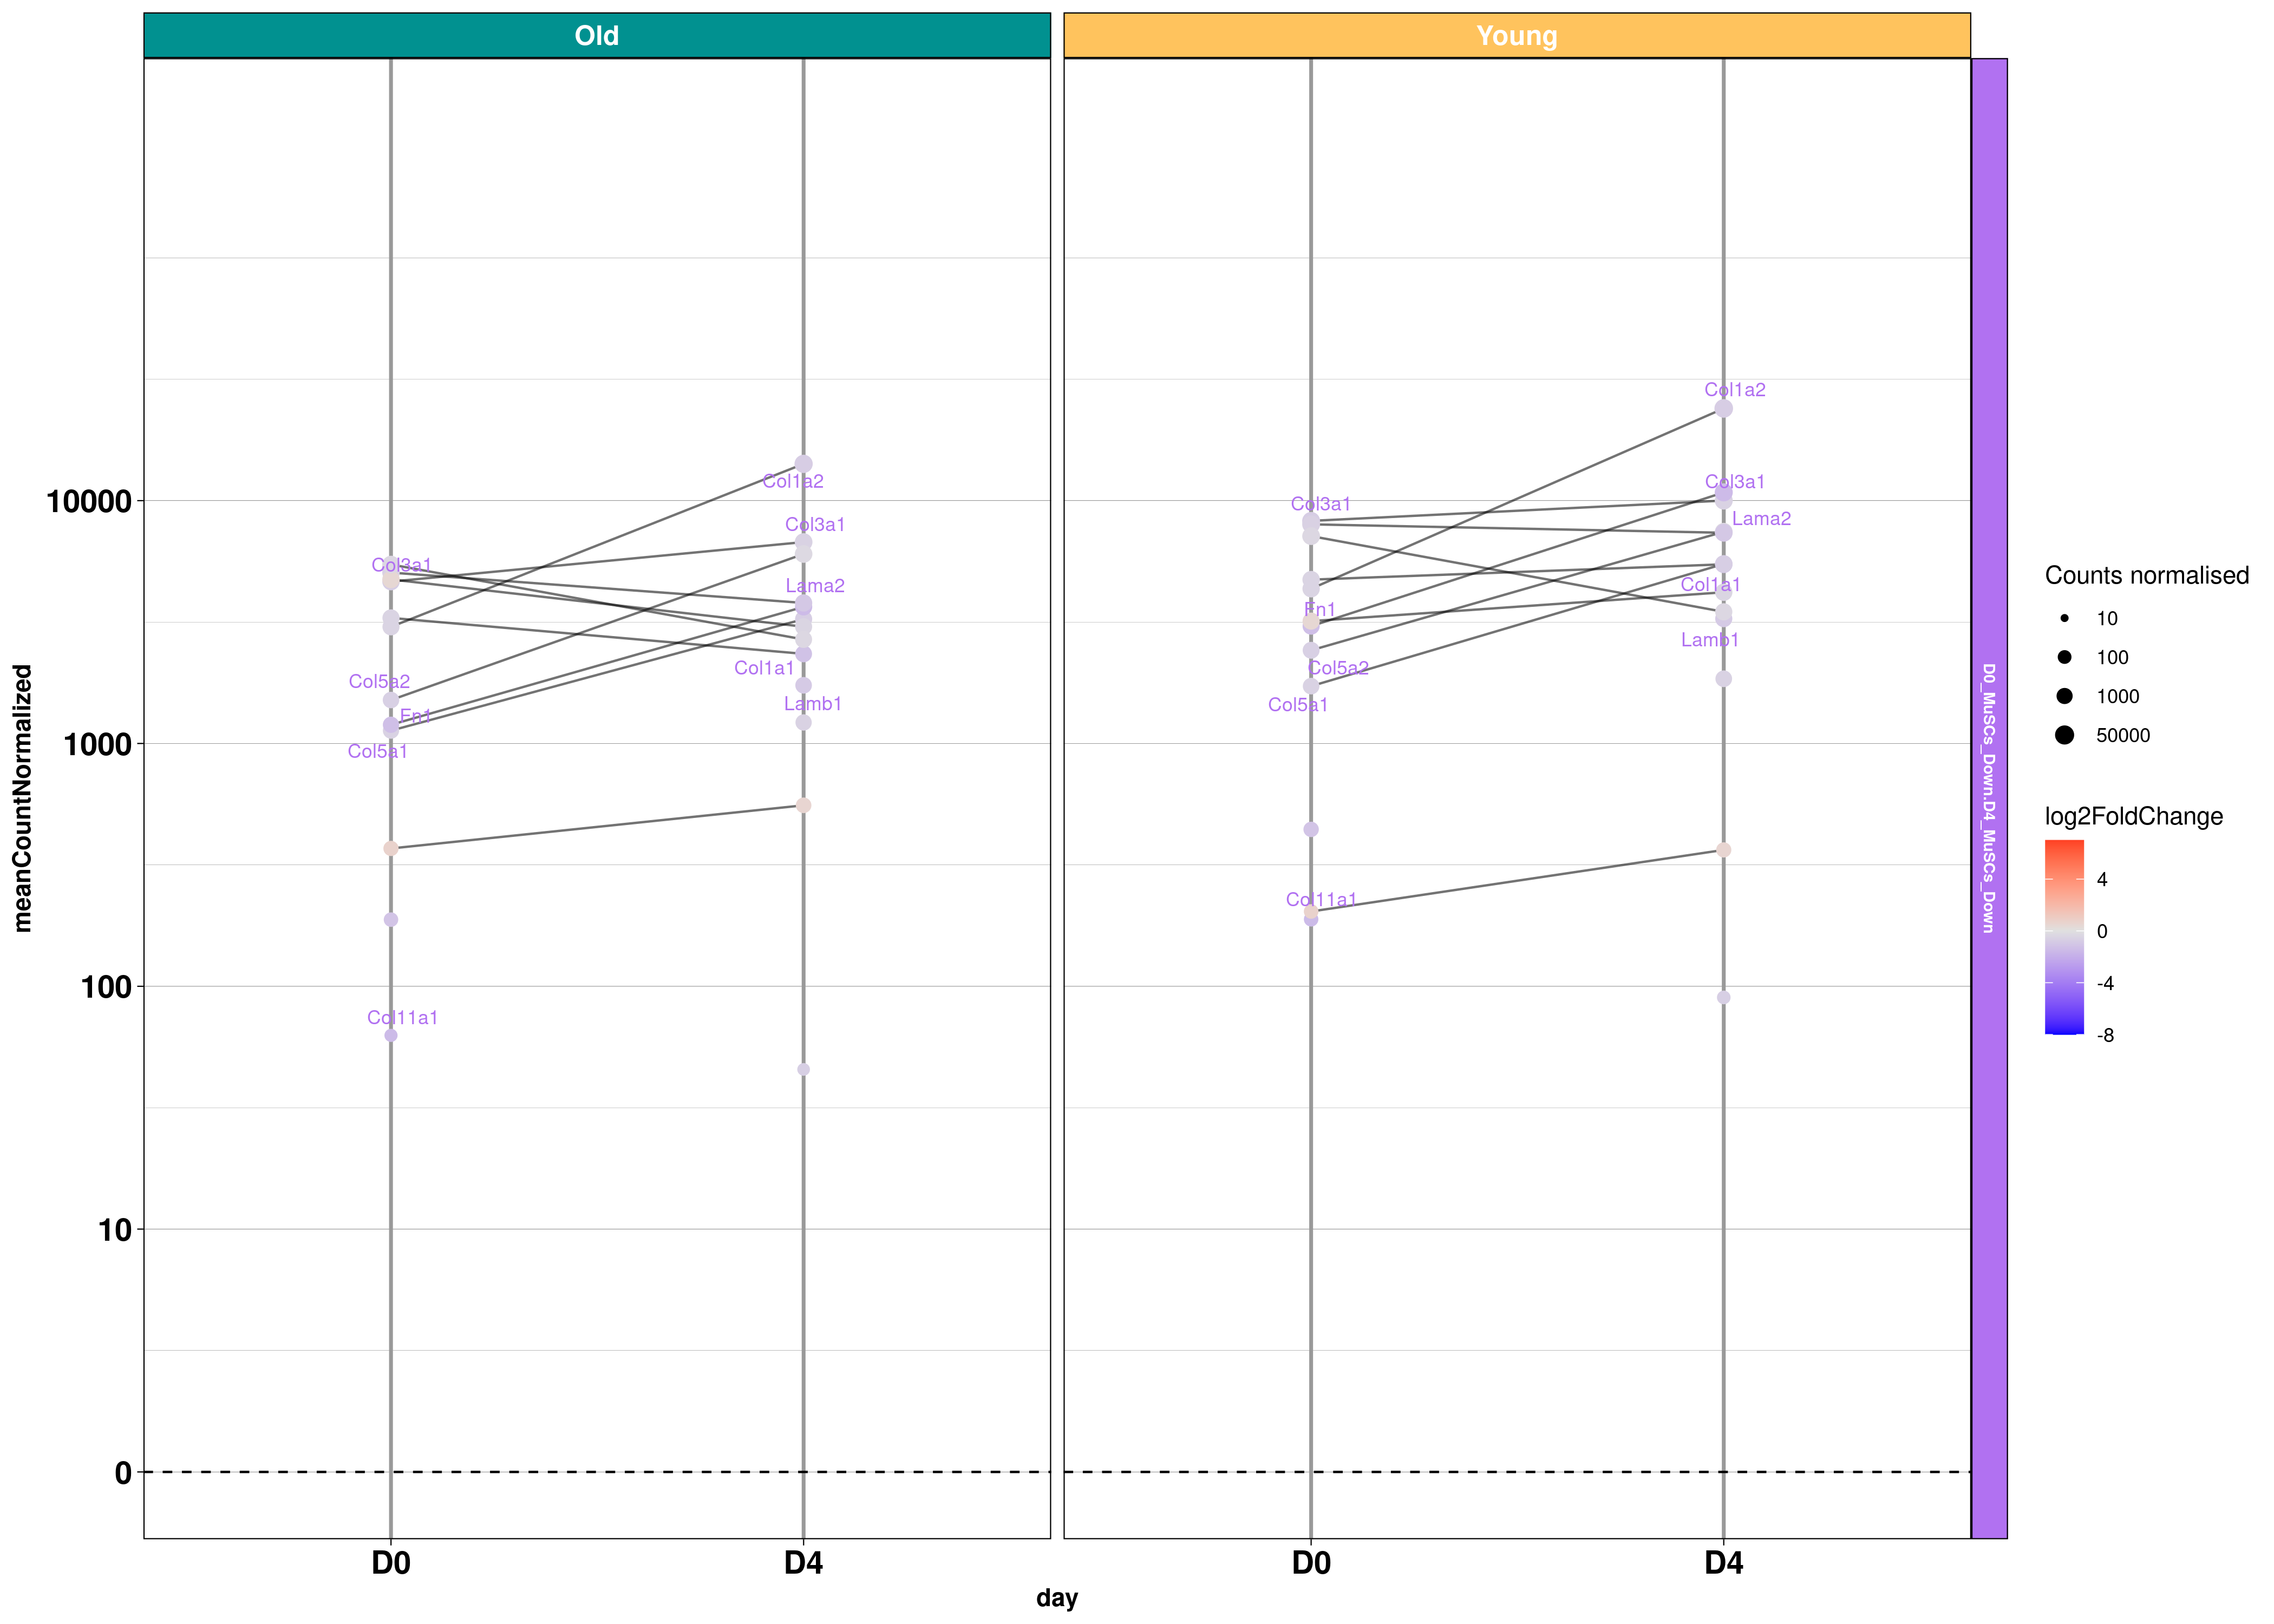 Old
Young
Col1a2
Col3a1
Lama2
Col1a1
Lamb1
Col3a1
Col5a2
Fn1
Col5a1
Col11a1
Col1a2
Col3a1
Lama2
Col1a1
Lamb1
Col3a1
Fn1
Col5a2
Col5a1
Col11a1
10000
1000
100
10
0
meanCountNormalized
D0
D4
D0
D4
day
D0_MuSCs_Down.D4_MuSCs_Down
Counts normalised
10
100
1000
50000
log2FoldChange
4
0
-4
-8